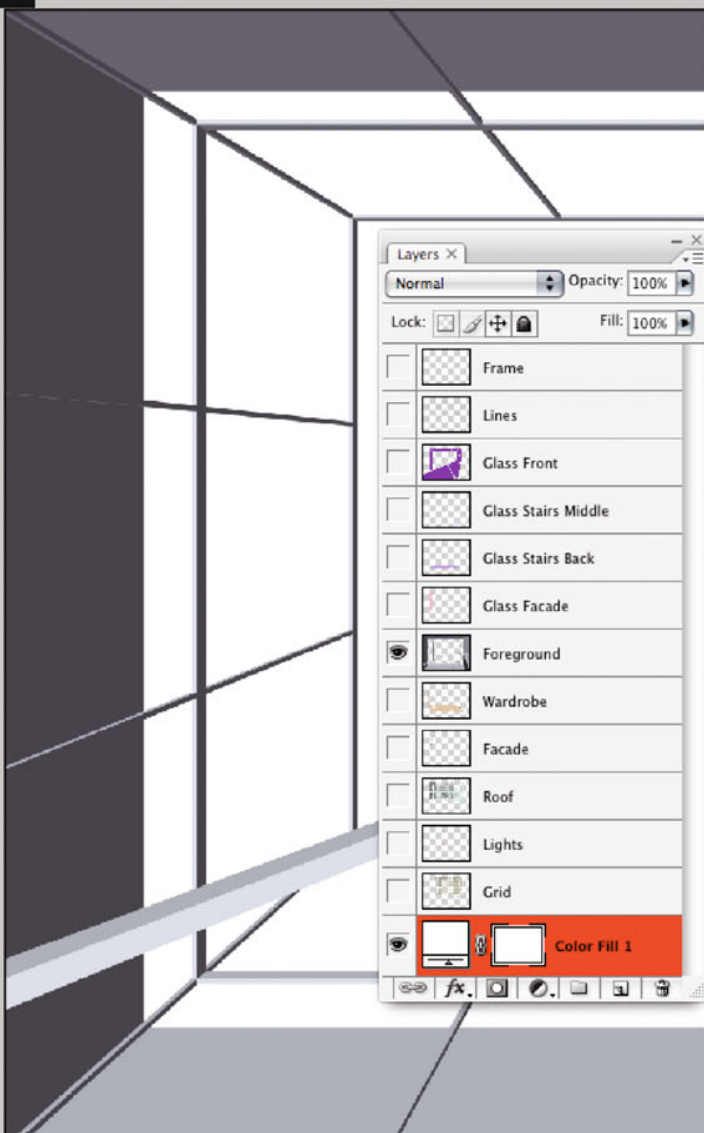 Layers
Normal
Opacity: 100%
Lock:
Fill: 100%
Frame
Lines
Glass Front
Glass Stairs Middle
Glass Stairs Back
Glass Facade
Foreground
Wardrobe
Facade
Roof
Lights
Grid
Color Fill 1
fx.